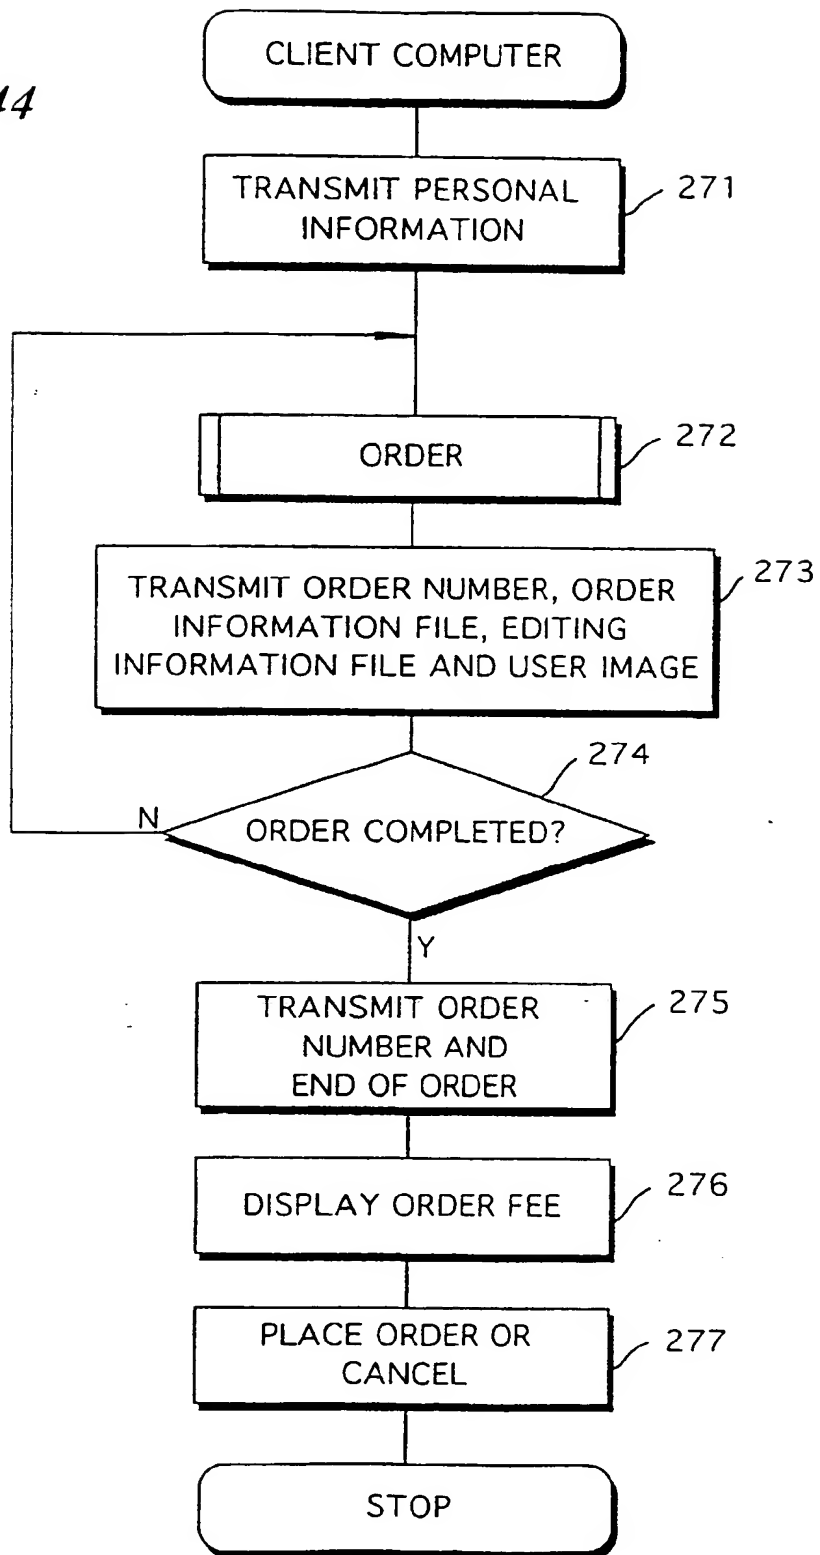 44
CLIENT COMPUTER
TRANSMIT PERSONAL
INFORMATION
271
ORDER
272
TRANSMIT ORDER NUMBER, ORDER
INFORMATION FILE, EDITING
INFORMATION FILE AND USER IMAGE
273
274
ORDER COMPLETED?
N
Y
TRANSMIT ORDER
NUMBER AND
END OF ORDER
275
DISPLAY ORDER FEE
276
PLACE ORDER OR
CANCEL
277
STOP